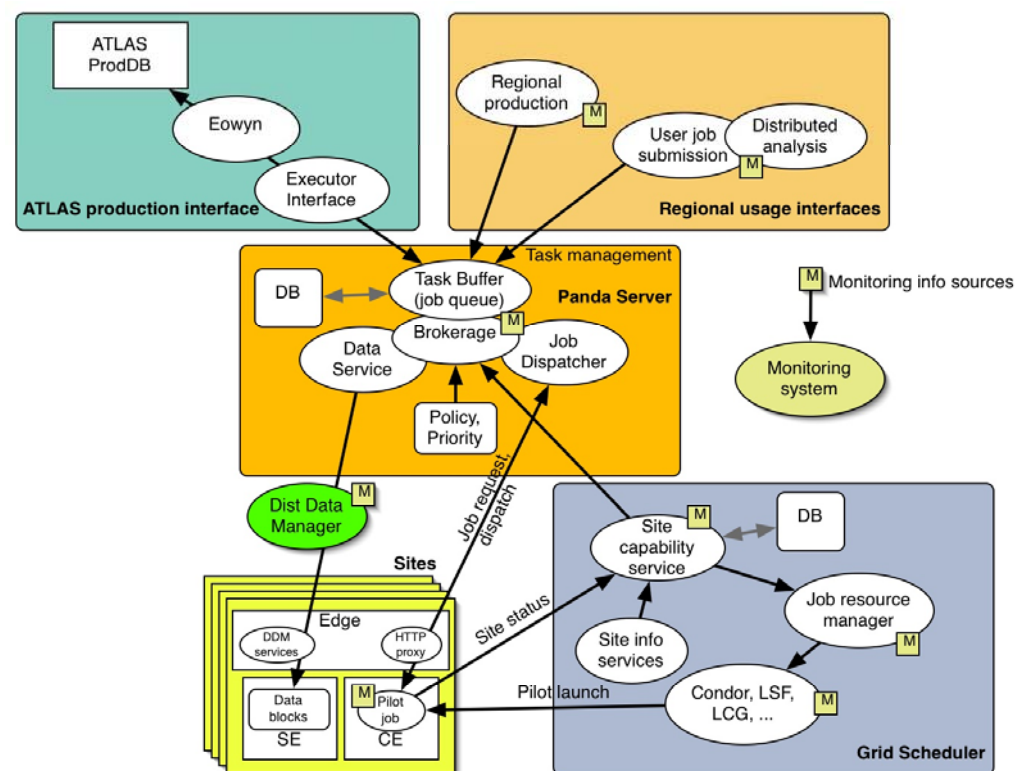 ATLAS
ProdDB
Eowyn
Executor
Interface
ATLAS production interface
Regional
production
M
User job
submission
M
Distributed
analysis
Regional usage interfaces
Task management
Panda Server
DB
Task Buffer
(job queue)
Brokerage
M
Data
Service
Job
Dispatcher
Policy,
Priority
M
Monitoring info sources
Monitoring
system
Dist Data
Manager
M
Job request,
dispatch
Sites
Edge
DDM
services
HTTP
proxy
Data
blocks
SE
M
Pilot
job
CE
Site status
Pilot launch
M
Site
capability
service
DB
Site info
services
Job resource
manager
M
Condor, LSF,
LCG, ...
M
Grid Scheduler